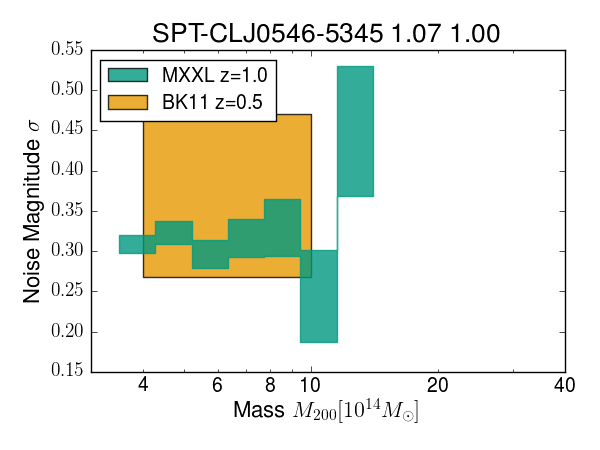 SPT-CLJ0546-5345 1.07 1.00
MXXL z=1.0
BK11 z=0.5
Noise Magnitude σ
0.55
0.50
0.45
0.40
0.35
0.30
0.25
0.20
0.15
4 6 8 10 20 40
Mass M₂₀₀[10¹⁴M☉]